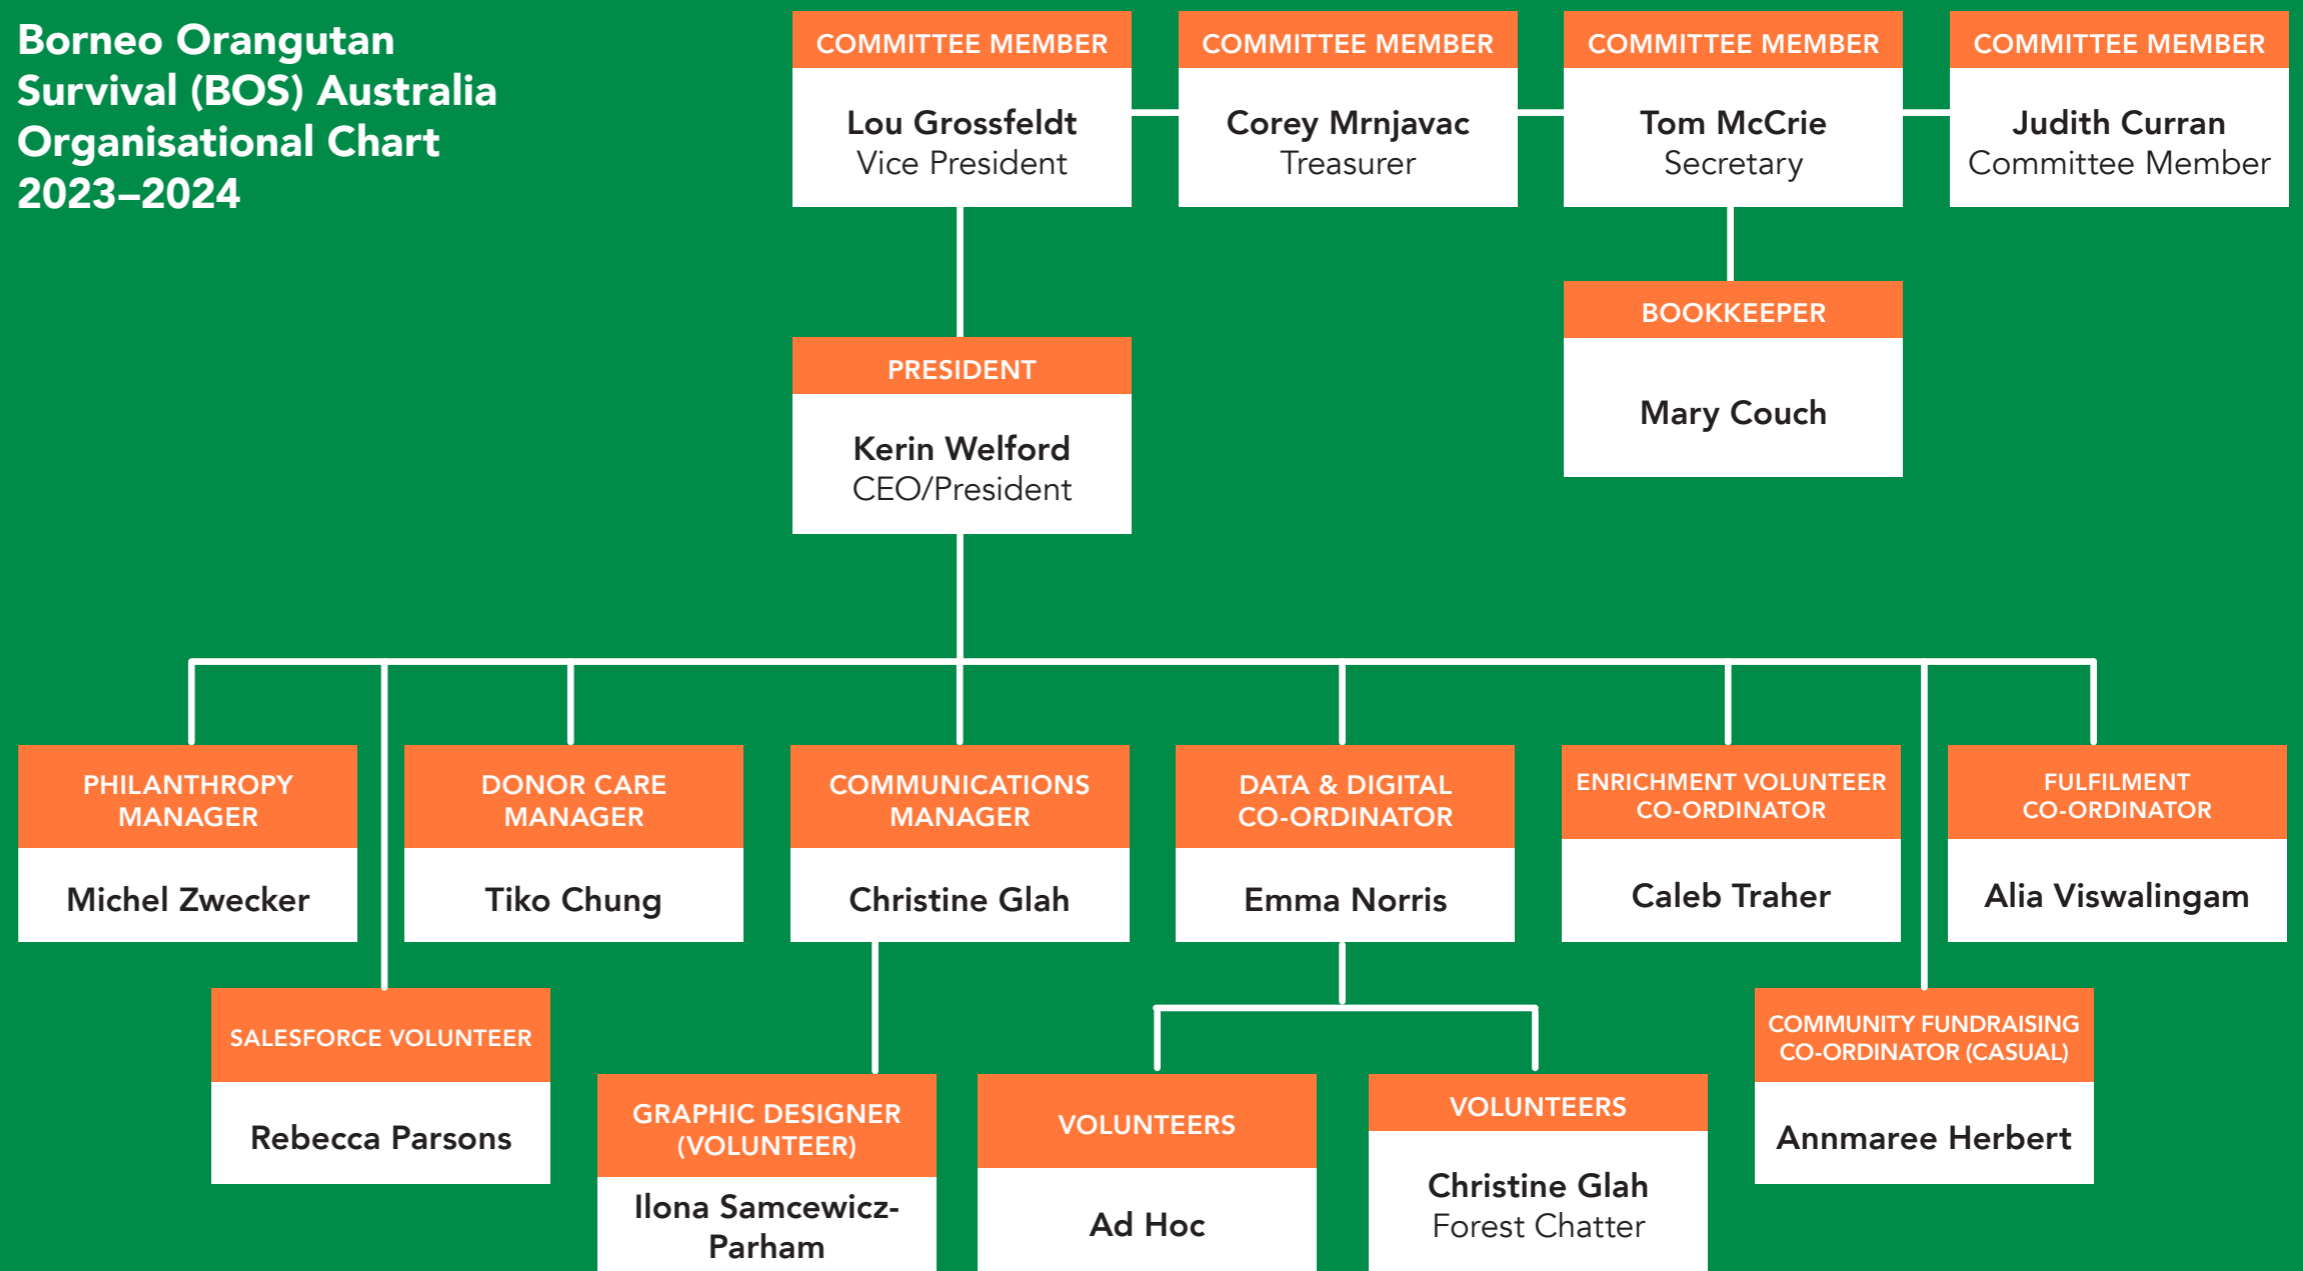 Borneo Orangutan
Survival (BOS) Australia
Organisational Chart
2023–2024
COMMITTEE MEMBER
Lou Grossfeldt
Vice President
COMMITTEE MEMBER
Corey Mrnjavac
Treasurer
COMMITTEE MEMBER
Tom McCrie
Secretary
COMMITTEE MEMBER
Judith Curran
Committee Member
BOOKKEEPER
Mary Couch
PRESIDENT
Kerin Welford
CEO/President
PHILANTHROPY
MANAGER
Michel Zwecker
DONOR CARE
MANAGER
Tiko Chung
COMMUNICATIONS
MANAGER
Christine Glah
DATA & DIGITAL
CO-ORDINATOR
Emma Norris
ENRICHMENT VOLUNTEER
CO-ORDINATOR
Caleb Traher
FULFILMENT
CO-ORDINATOR
Alia Viswalingam
SALESFORCE VOLUNTEER
Rebecca Parsons
GRAPHIC DESIGNER
(VOLUNTEER)
Ilona Samcewicz-
Parham
VOLUNTEERS
Ad Hoc
VOLUNTEERS
Christine Glah
Forest Chatter
COMMUNITY FUNDRAISING
CO-ORDINATOR (CASUAL)
Annmaree Herbert